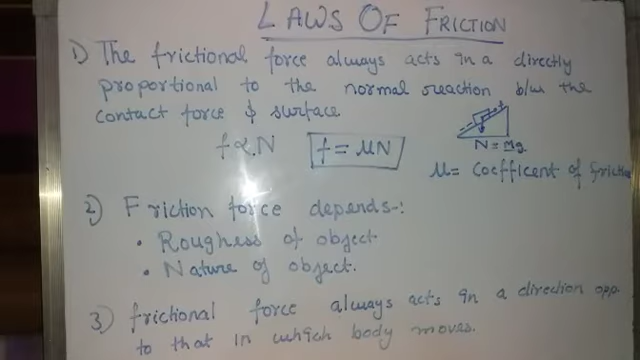 LAWS OF FRICTION
1) The frictional force always acts in a directly
proportional to the normal reaction b/w the
contact force & surface
f ∝ N f = μN
N = Mg
μ = Cofficent of friction
2) Friction force depends-:
• Roughess of object
• Nature of object.
3) frictional force always acts in a direction oppo.
to that in which body moves.